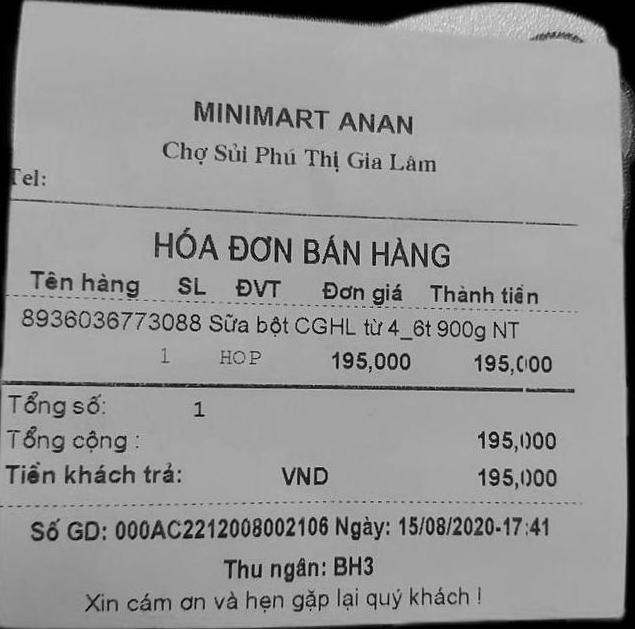 MINIMART ANAN
Chợ Sủi Phú Thị Gia Lâm
Tel:
HÓA ĐƠN BÁN HÀNG
Tên hàng SL ĐVT Đơn giá Thành tiền
8936036773088 Sữa bột CGHL từ 4_6t 900g NT
1 HOP 195,000 195,000
Tổng số: 1
Tổng cộng : 195,000
Tiền khách trả: VND 195,000
Số GD: 000AC2212008002106 Ngày: 15/08/2020-17:41
Thu ngân: BH3
Xin cám ơn và hẹn gặp lại quý khách !